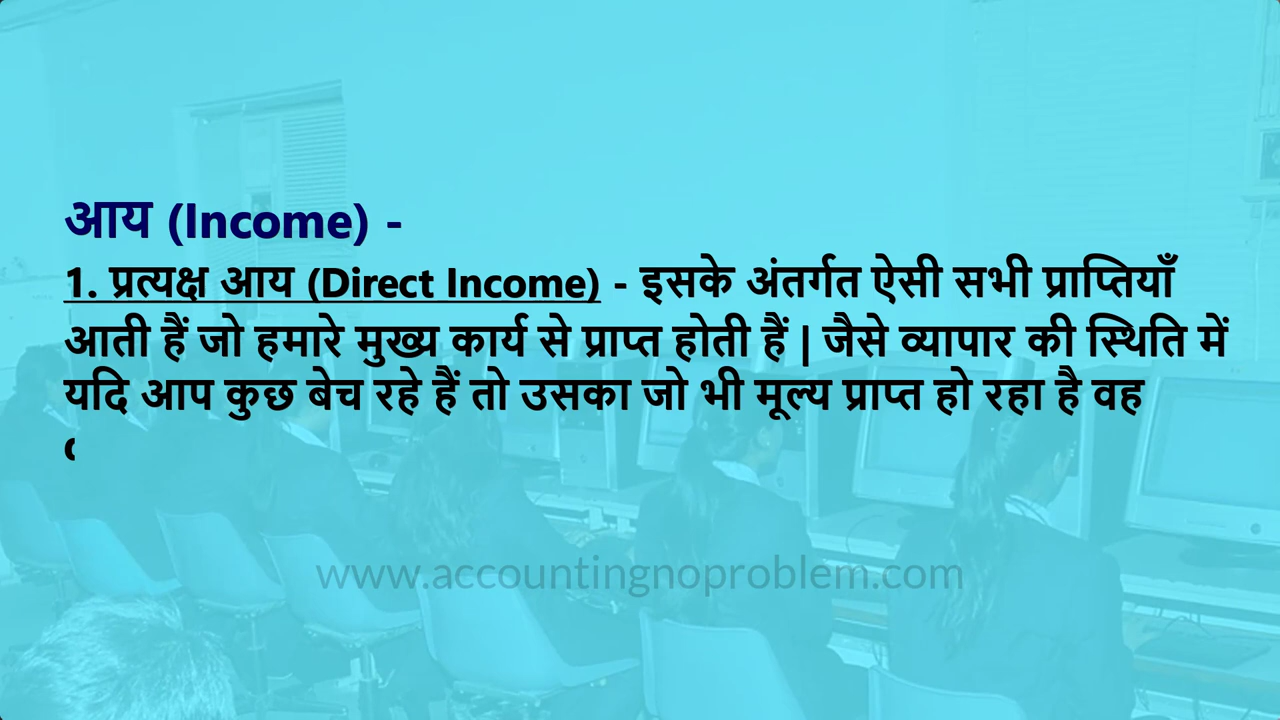 आय (Income) -
1. प्रत्यक्ष आय (Direct Income) - इसके अंतर्गत ऐसी सभी प्राप्तियाँ
आती हैं जो हमारे मुख्य कार्य से प्राप्त होती हैं | जैसे व्यापार की स्थिति में
यदि आप कुछ बेच रहे हैं तो उसका जो भी मूल्य प्राप्त हो रहा है वह
www.accountingnoproblem.com